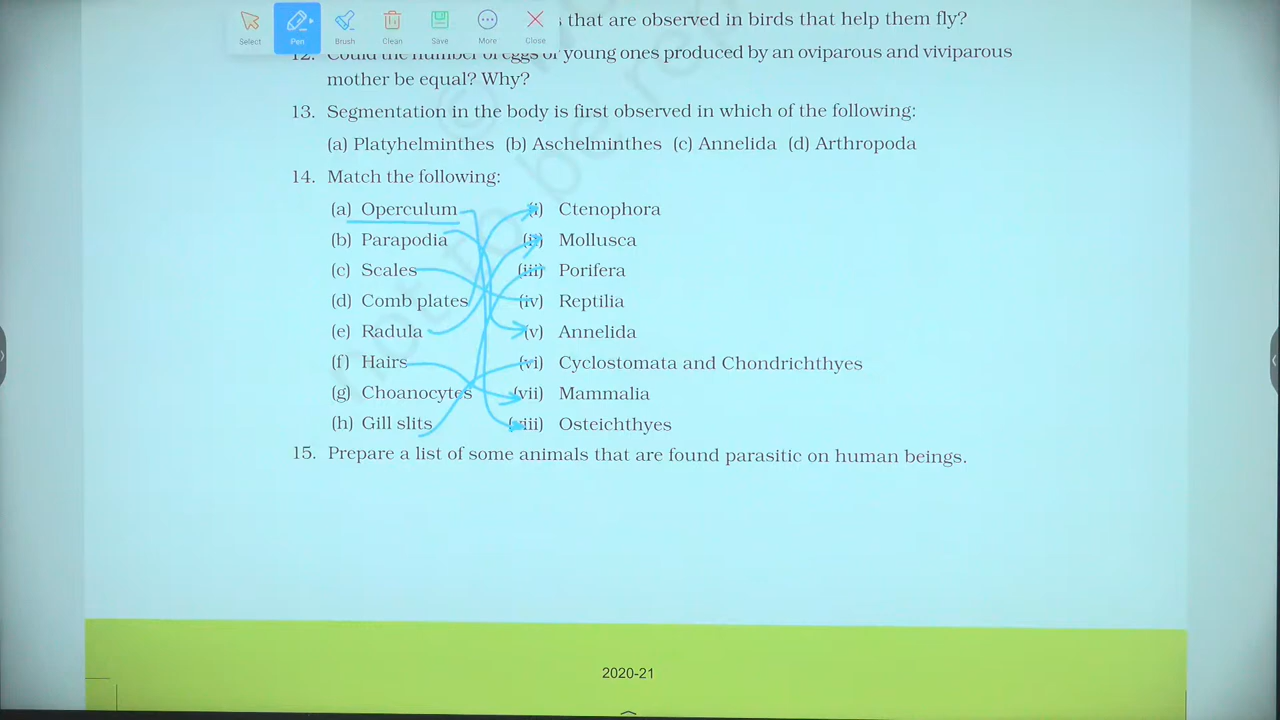 Select Pen Brush Clean Save More Close
that are observed in birds that help them fly?
12. Could the number of eggs or young ones produced by an oviparous and viviparous
mother be equal? Why?
13. Segmentation in the body is first observed in which of the following:
(a) Platyhelminthes (b) Aschelminthes (c) Annelida (d) Arthropoda
14. Match the following:
(a) Operculum (i) Ctenophora
(b) Parapodia (ii) Mollusca
(c) Scales (iii) Porifera
(d) Comb plates (iv) Reptilia
(e) Radula (v) Annelida
(f) Hairs (vi) Cyclostomata and Chondrichthyes
(g) Choanocytes (vii) Mammalia
(h) Gill slits (viii) Osteichthyes
15. Prepare a list of some animals that are found parasitic on human beings.
2020-21